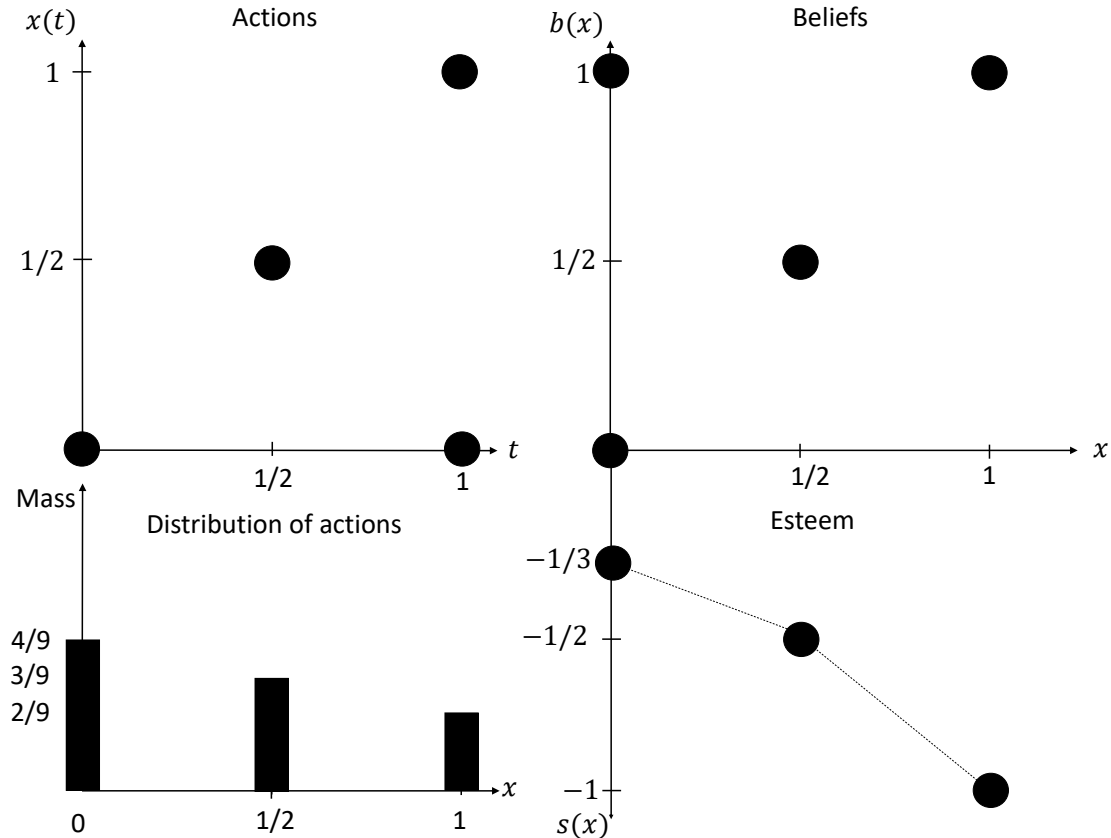 x(t)
Actions
1
1/2
1/2
1
t
b(x)
Beliefs
1
1/2
1/2
1
x
Mass
Distribution of actions
4/9
3/9
2/9
0
1/2
1
x
Esteem
−1/3
−1/2
−1
s(x)